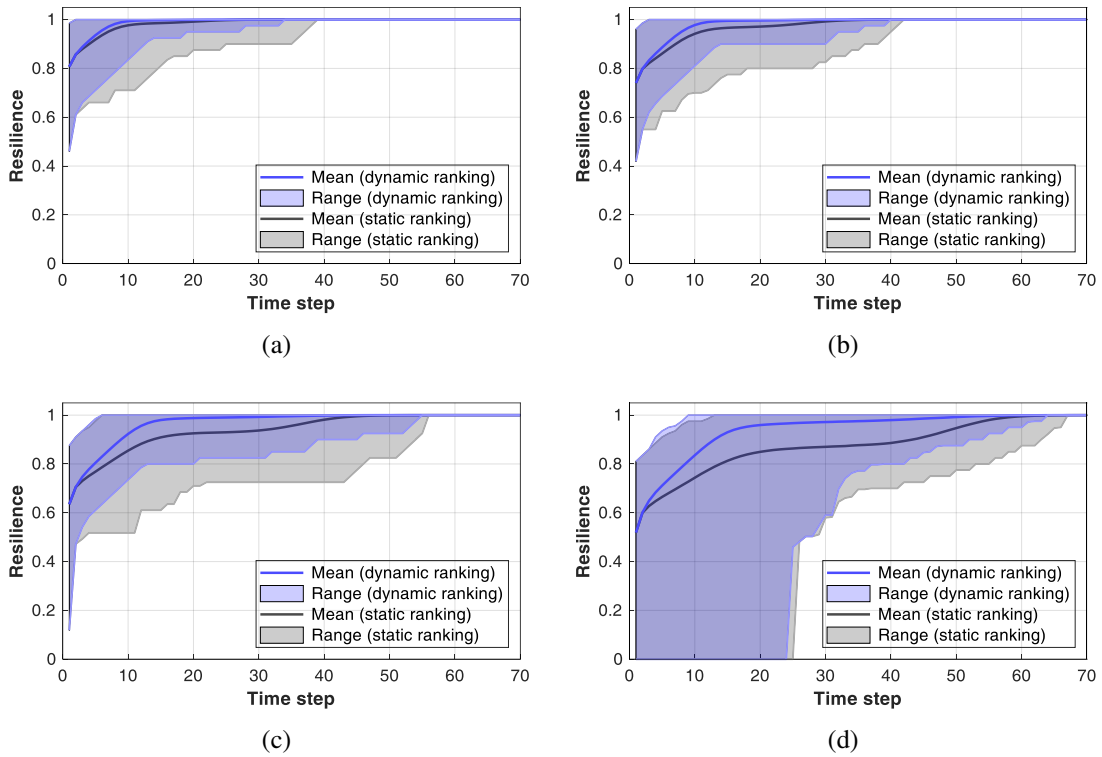 1
0.8
0.6
0.4
0.2
0
Resilience
Mean (dynamic ranking)
Range (dynamic ranking)
Mean (static ranking)
Range (static ranking)
0 10 20 30 40 50 60 70
Time step
(a)
1
0.8
0.6
0.4
0.2
0
Resilience
Mean (dynamic ranking)
Range (dynamic ranking)
Mean (static ranking)
Range (static ranking)
0 10 20 30 40 50 60 70
Time step
(b)
1
0.8
0.6
0.4
0.2
0
Resilience
Mean (dynamic ranking)
Range (dynamic ranking)
Mean (static ranking)
Range (static ranking)
0 10 20 30 40 50 60 70
Time step
(c)
1
0.8
0.6
0.4
0.2
0
Resilience
Mean (dynamic ranking)
Range (dynamic ranking)
Mean (static ranking)
Range (static ranking)
0 10 20 30 40 50 60 70
Time step
(d)